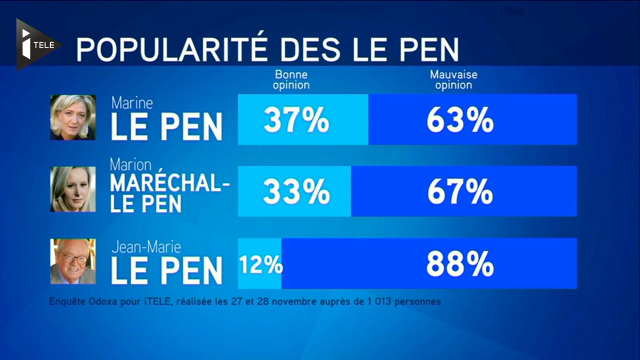 iTELE
POPULARITÉ DES LE PEN
Bonne
opinion
Mauvaise
opinion
Marine
LE PEN
37%
63%
Marion
MARÉCHAL-
LE PEN
33%
67%
Jean-Marie
LE PEN
12%
88%
Enquête Odoxa pour iTELE, réalisée les 27 et 28 novembre auprès de 1 013 personnes